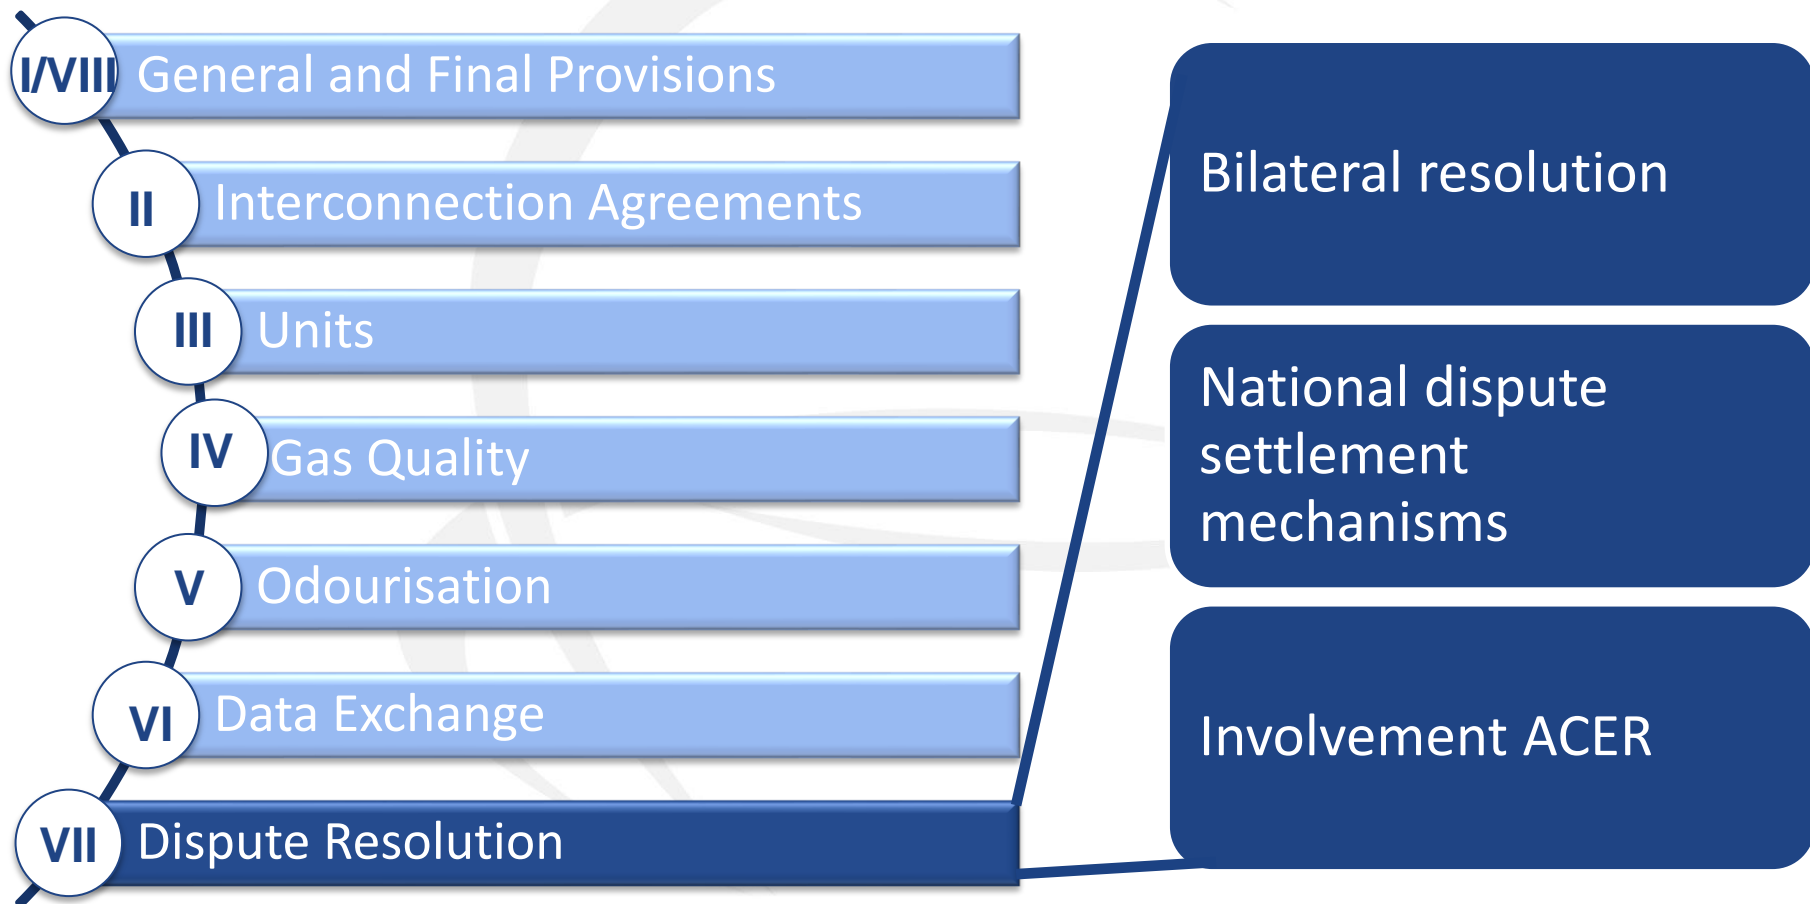 I/VIII General and Final Provisions
II Interconnection Agreements
III Units
IV Gas Quality
V Odourisation
VI Data Exchange
VII Dispute Resolution
Bilateral resolution
National dispute
settlement
mechanisms
Involvement ACER